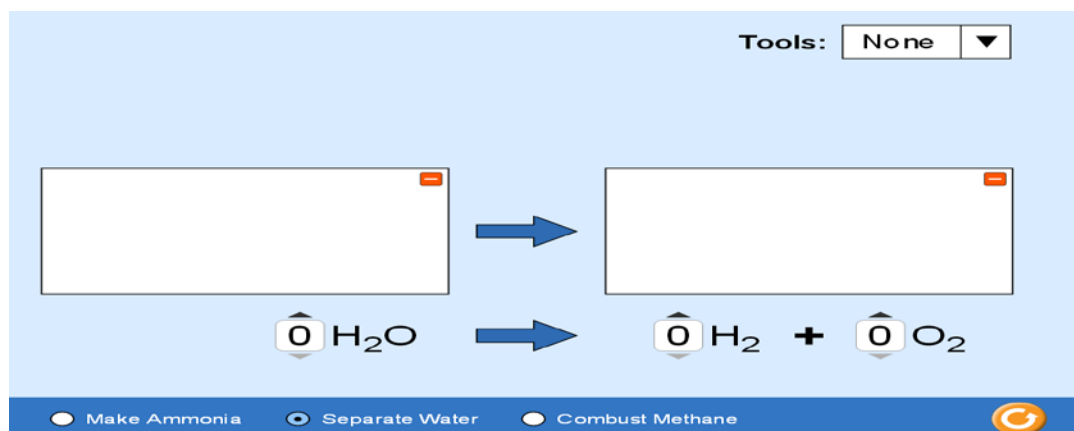 Tools: None
0 H₂O 0 H₂ + 0 O₂
Make Ammonia Separate Water Combust Methane